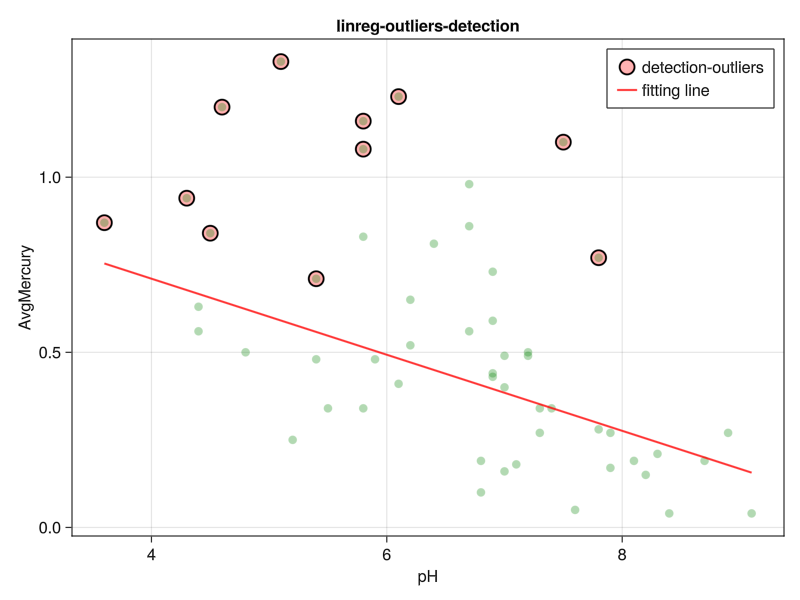 linreg-outliers-detection
detection-outliers
fitting line
1.0
0.5
0.0
AvgMercury
4 6 8
pH